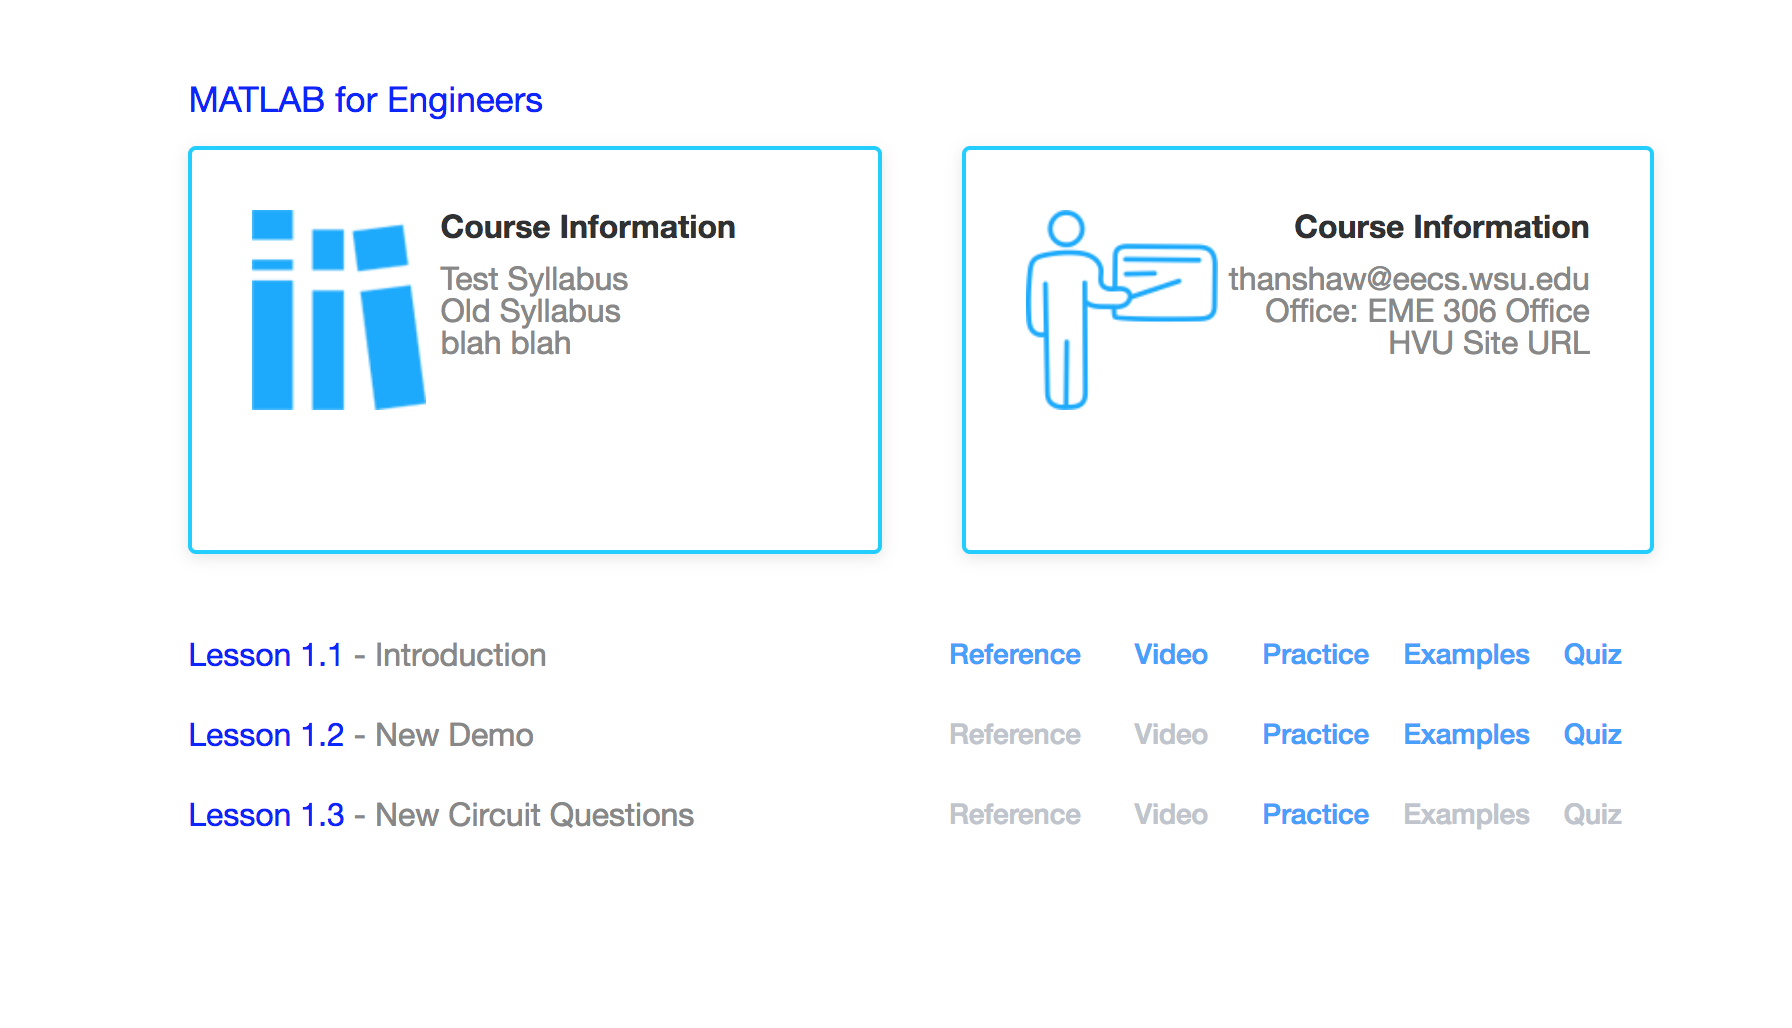 MATLAB for Engineers
Course Information
Test Syllabus
Old Syllabus
blah blah
Course Information
thanshaw@eecs.wsu.edu
Office: EME 306 Office
HVU Site URL
Lesson 1.1 - Introduction Reference Video Practice Examples Quiz
Lesson 1.2 - New Demo Reference Video Practice Examples Quiz
Lesson 1.3 - New Circuit Questions Reference Video Practice Examples Quiz